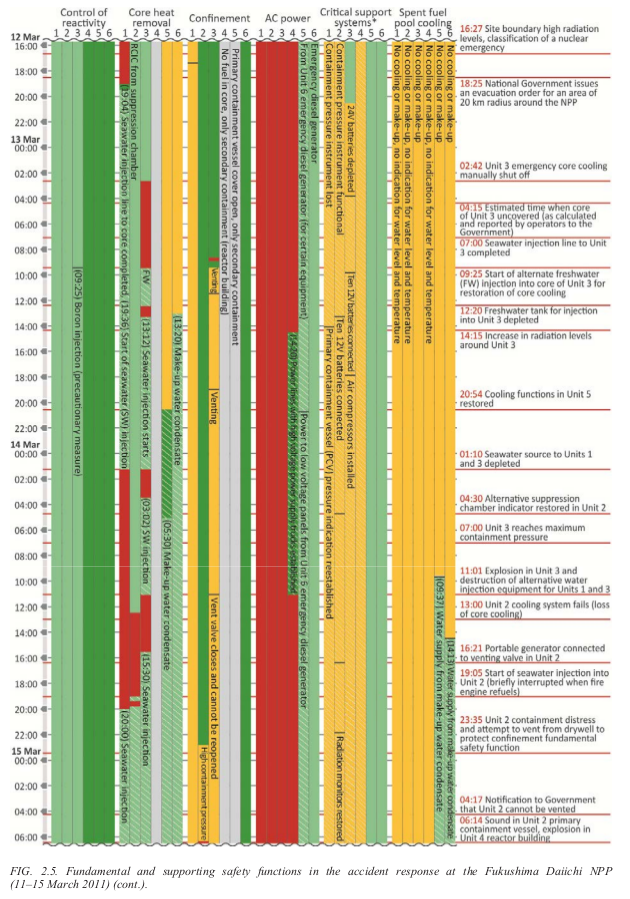 Control of
reactivity
Core heat
removal
Confinement
AC power
Critical support
systems*
Spent fuel
pool cooling
1 2 3 4 5 6
1 2 3 4 5 6
1 2 3 4 5 6
1 2 3 4 5 6
1 2 3 4 5 6
1 2 3 4 5 6
12 Mar
16:00
18:00
20:00
22:00
13 Mar
00:00
02:00
04:00
06:00
08:00
10:00
12:00
14:00
16:00
18:00
20:00
22:00
14 Mar
00:00
02:00
04:00
06:00
08:00
10:00
12:00
14:00
16:00
18:00
20:00
22:00
15 Mar
00:00
02:00
04:00
06:00
(09:25) Boron injection (precautionary measure)
RCIC from suppression chamber
(19:04) Seawater injection line to core completed, (19:36) Start of seawater (SW) injection
(20:00) Seawater injection
FW
(13:12) Seawater injection starts
(03:02) SW injection
(15:30) Seawater injection
(13:20) Make-up water condensate
(05:30) Make-up water condensate
Venting
Venting
Vent valve closes and cannot be reopened
High containment pressure
No fuel in core, only secondary containment (reactor building)
Primary containment vessel cover open, only secondary containment
Emergency diesel generator
From Unit 6 emergency diesel generator (for certain equipment)
Power to low voltage panels from Unit 6 emergency diesel generator
Containment pressure instrument lost
Containment pressure instrument functional
24V batteries depleted
Ten 12V batteries connected
Air compressors installed
Ten 12V batteries connected
Primary containment vessel (PCV) pressure indication reestablished
Radiation monitors restored
No cooling or make-up, no indication for water level and temperature
No cooling or make-up, no indication for water level and temperature
No cooling or make-up, no indication for water level and temperature
No cooling or make-up, no indication for water level and temperature
No cooling or make-up
No cooling or make-up
(09:37) Water supply from make-up water condensate
(14:13) Water supply from make-up water condensate
16:27 Site boundary high radiation
levels, classification of a nuclear
emergency
18:25 National Government issues
an evacuation order for an area of
20 km radius around the NPP
02:42 Unit 3 emergency core cooling
manually shut off
04:15 Estimated time when core
of Unit 3 uncovered (as calculated
and reported by operators to the
Government)
07:00 Seawater injection line to Unit
3 completed
09:25 Start of alternate freshwater
(FW) injection into core of Unit 3 for
restoration of core cooling
12:20 Freshwater tank for injection
into Unit 3 depleted
14:15 Increase in radiation levels
around Unit 3
20:54 Cooling functions in Unit 5
restored
01:10 Seawater source to Units 1
and 3 depleted
04:30 Alternative suppression
chamber indicator restored in Unit 2
07:00 Unit 3 reaches maximum
containment pressure
11:01 Explosion in Unit 3 and
destruction of alternative water
injection equipment for Units 1 and 3
13:00 Unit 2 cooling system fails (loss
of core cooling)
16:21 Portable generator connected
to venting valve in Unit 2
19:05 Start of seawater injection into
Unit 2 (briefly interrupted when fire
engine refuels)
23:35 Unit 2 containment distress
and attempt to vent from drywell to
protect confinement fundamental
safety function
04:17 Notification to Government
that Unit 2 cannot be vented
06:14 Sound in Unit 2 primary
containment vessel, explosion in
Unit 4 reactor building
FIG. 2.5. Fundamental and supporting safety functions in the accident response at the Fukushima Daiichi NPP
(11–15 March 2011) (cont.).